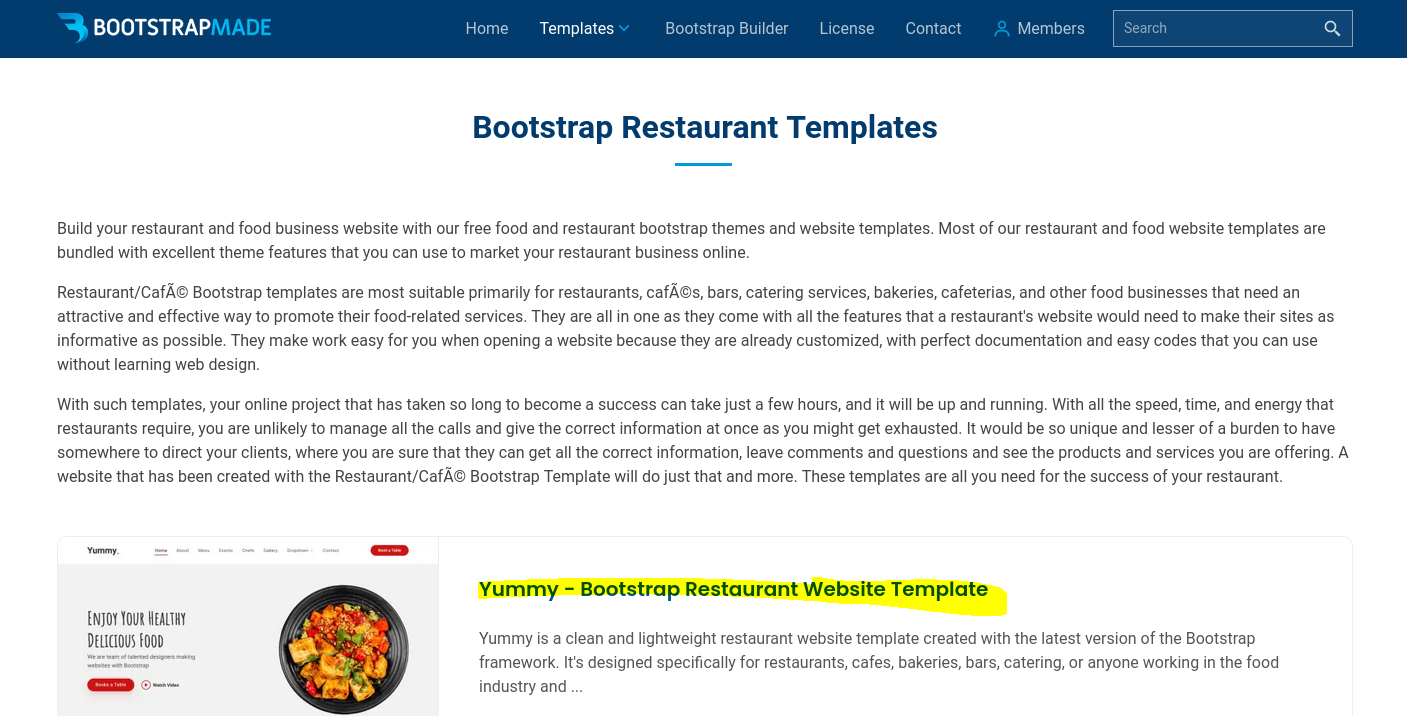 BOOTSTRAPMADE
Home
Templates
Bootstrap Builder
License
Contact
Members
Search
Bootstrap Restaurant Templates
Build your restaurant and food business website with our free food and restaurant bootstrap themes and website templates. Most of our restaurant and food website templates are
bundled with excellent theme features that you can use to market your restaurant business online.
Restaurant/CafÃ© Bootstrap templates are most suitable primarily for restaurants, cafÃ©s, bars, catering services, bakeries, cafeterias, and other food businesses that need an
attractive and effective way to promote their food-related services. They are all in one as they come with all the features that a restaurant's website would need to make their sites as
informative as possible. They make work easy for you when opening a website because they are already customized, with perfect documentation and easy codes that you can use
without learning web design.
With such templates, your online project that has taken so long to become a success can take just a few hours, and it will be up and running. With all the speed, time, and energy that
restaurants require, you are unlikely to manage all the calls and give the correct information at once as you might get exhausted. It would be so unique and lesser of a burden to have
somewhere to direct your clients, where you are sure that they can get all the correct information, leave comments and questions and see the products and services you are offering. A
website that has been created with the Restaurant/CafÃ© Bootstrap Template will do just that and more. These templates are all you need for the success of your restaurant.
Yummy.
Home
About
Menu
Events
Chefs
Gallery
Dropdown
Contact
Book a Table
Enjoy Your Healthy
Delicious Food
We are team of talented designers making
websites with Bootstrap
Book a Table
Watch Video
Yummy - Bootstrap Restaurant Website Template
Yummy is a clean and lightweight restaurant website template created with the latest version of the Bootstrap
framework. It's designed specifically for restaurants, cafes, bakeries, bars, catering, or anyone working in the food
industry and ...